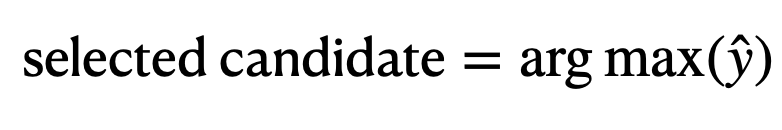 selected candidate = arg max(ŷ)